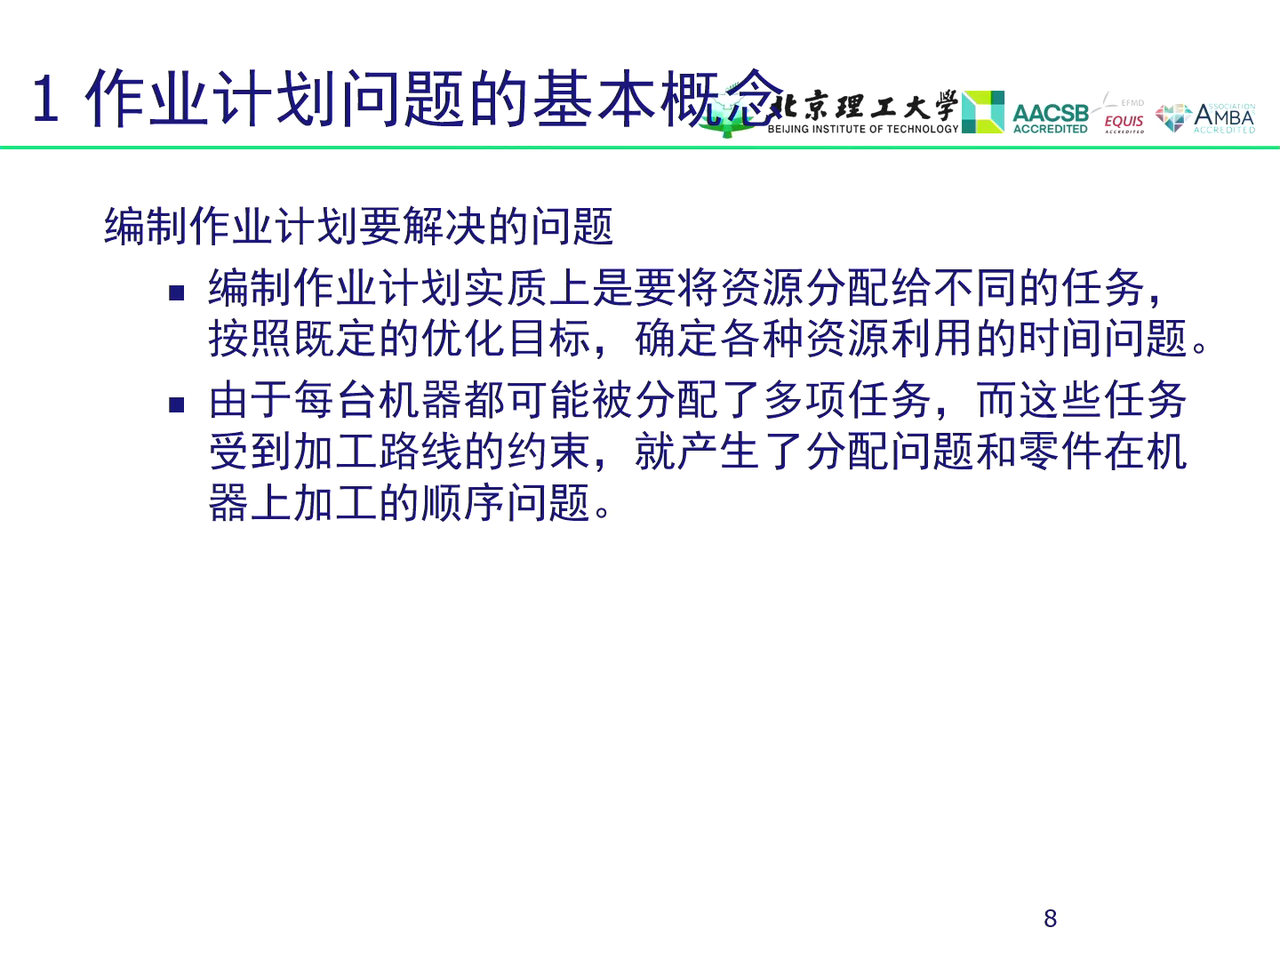 1 作业计划问题的基本概念
北京理工大学
BEIJING INSTITUTE OF TECHNOLOGY
AACSB
ACCREDITED
EFMD
EQUIS
ACCREDITED
ASSOCIATION
AMBA
ACCREDITED
编制作业计划要解决的问题
■ 编制作业计划实质上是要将资源分配给不同的任务，
按照既定的优化目标，确定各种资源利用的时间问题。
■ 由于每台机器都可能被分配了多项任务，而这些任务
受到加工路线的约束，就产生了分配问题和零件在机
器上加工的顺序问题。
8